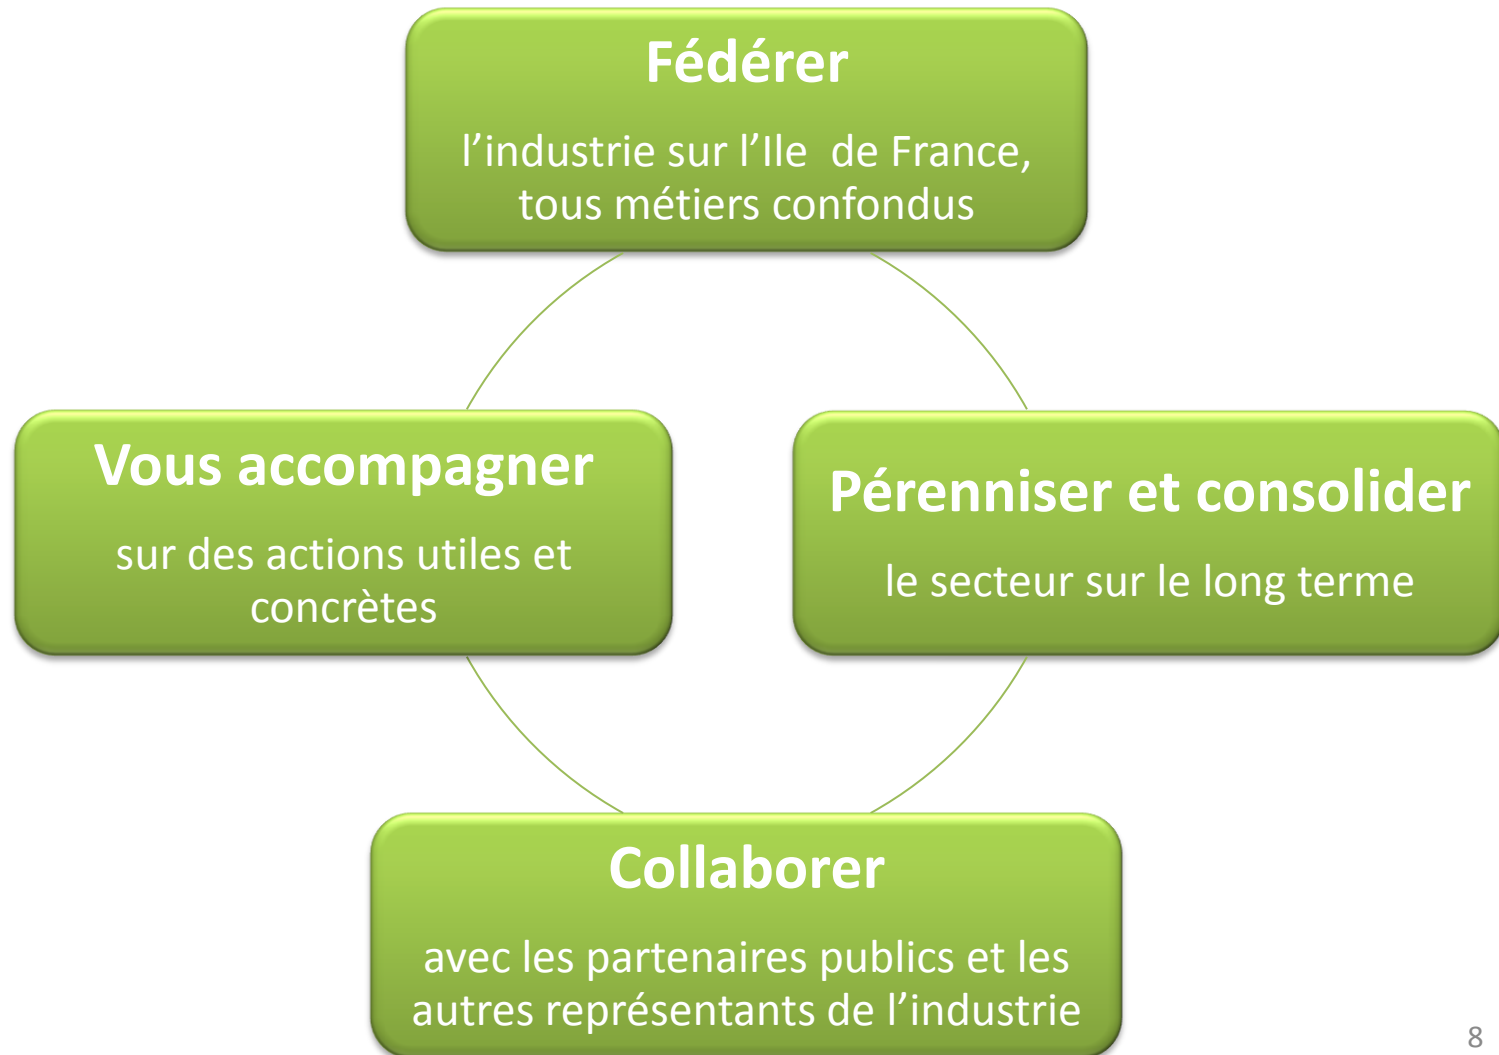 Fédérer
l’industrie sur l’Ile  de France,
tous métiers confondus
Vous accompagner
sur des actions utiles et
concrètes
Pérenniser et consolider
le secteur sur le long terme
Collaborer
avec les partenaires publics et les
autres représentants de l’industrie
8